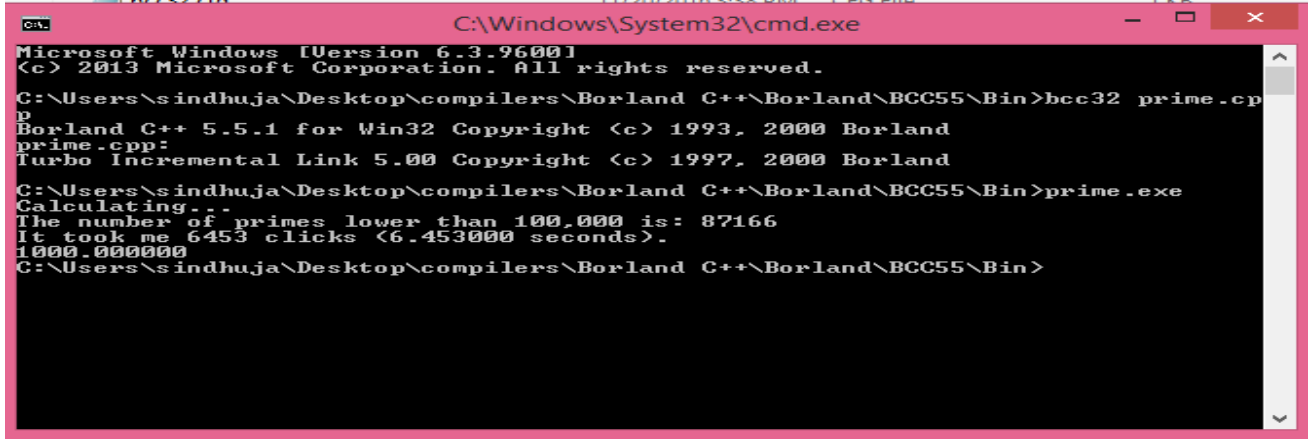 C:\Windows\System32\cmd.exe
Microsoft Windows [Version 6.3.9600]
(c) 2013 Microsoft Corporation. All rights reserved.
C:\Users\sindhuja\Desktop\compilers\Borland C++\Borland\BCC55\Bin>bcc32 prime.cp
p
Borland C++ 5.5.1 for Win32 Copyright (c) 1993, 2000 Borland
prime.cpp:
Turbo Incremental Link 5.00 Copyright (c) 1997, 2000 Borland
C:\Users\sindhuja\Desktop\compilers\Borland C++\Borland\BCC55\Bin>prime.exe
Calculating...
The number of primes lower than 100,000 is: 87166
It took me 6453 clicks (6.453000 seconds).
1000.000000
C:\Users\sindhuja\Desktop\compilers\Borland C++\Borland\BCC55\Bin>